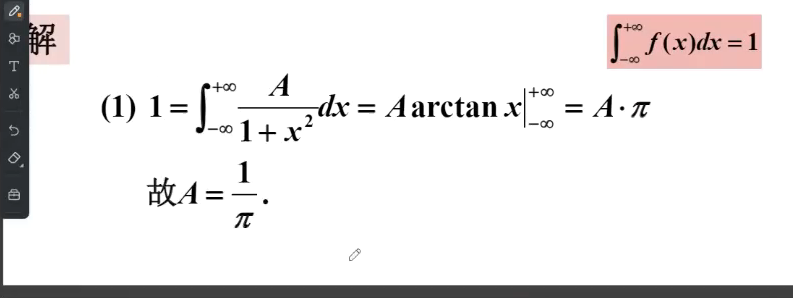 解
∫_{-∞}^{+∞} f(x)dx = 1
(1) 1 = ∫_{-∞}^{+∞} A/(1+x²) dx = A arctan x |_{-∞}^{+∞} = A·π
故A = 1/π.
T